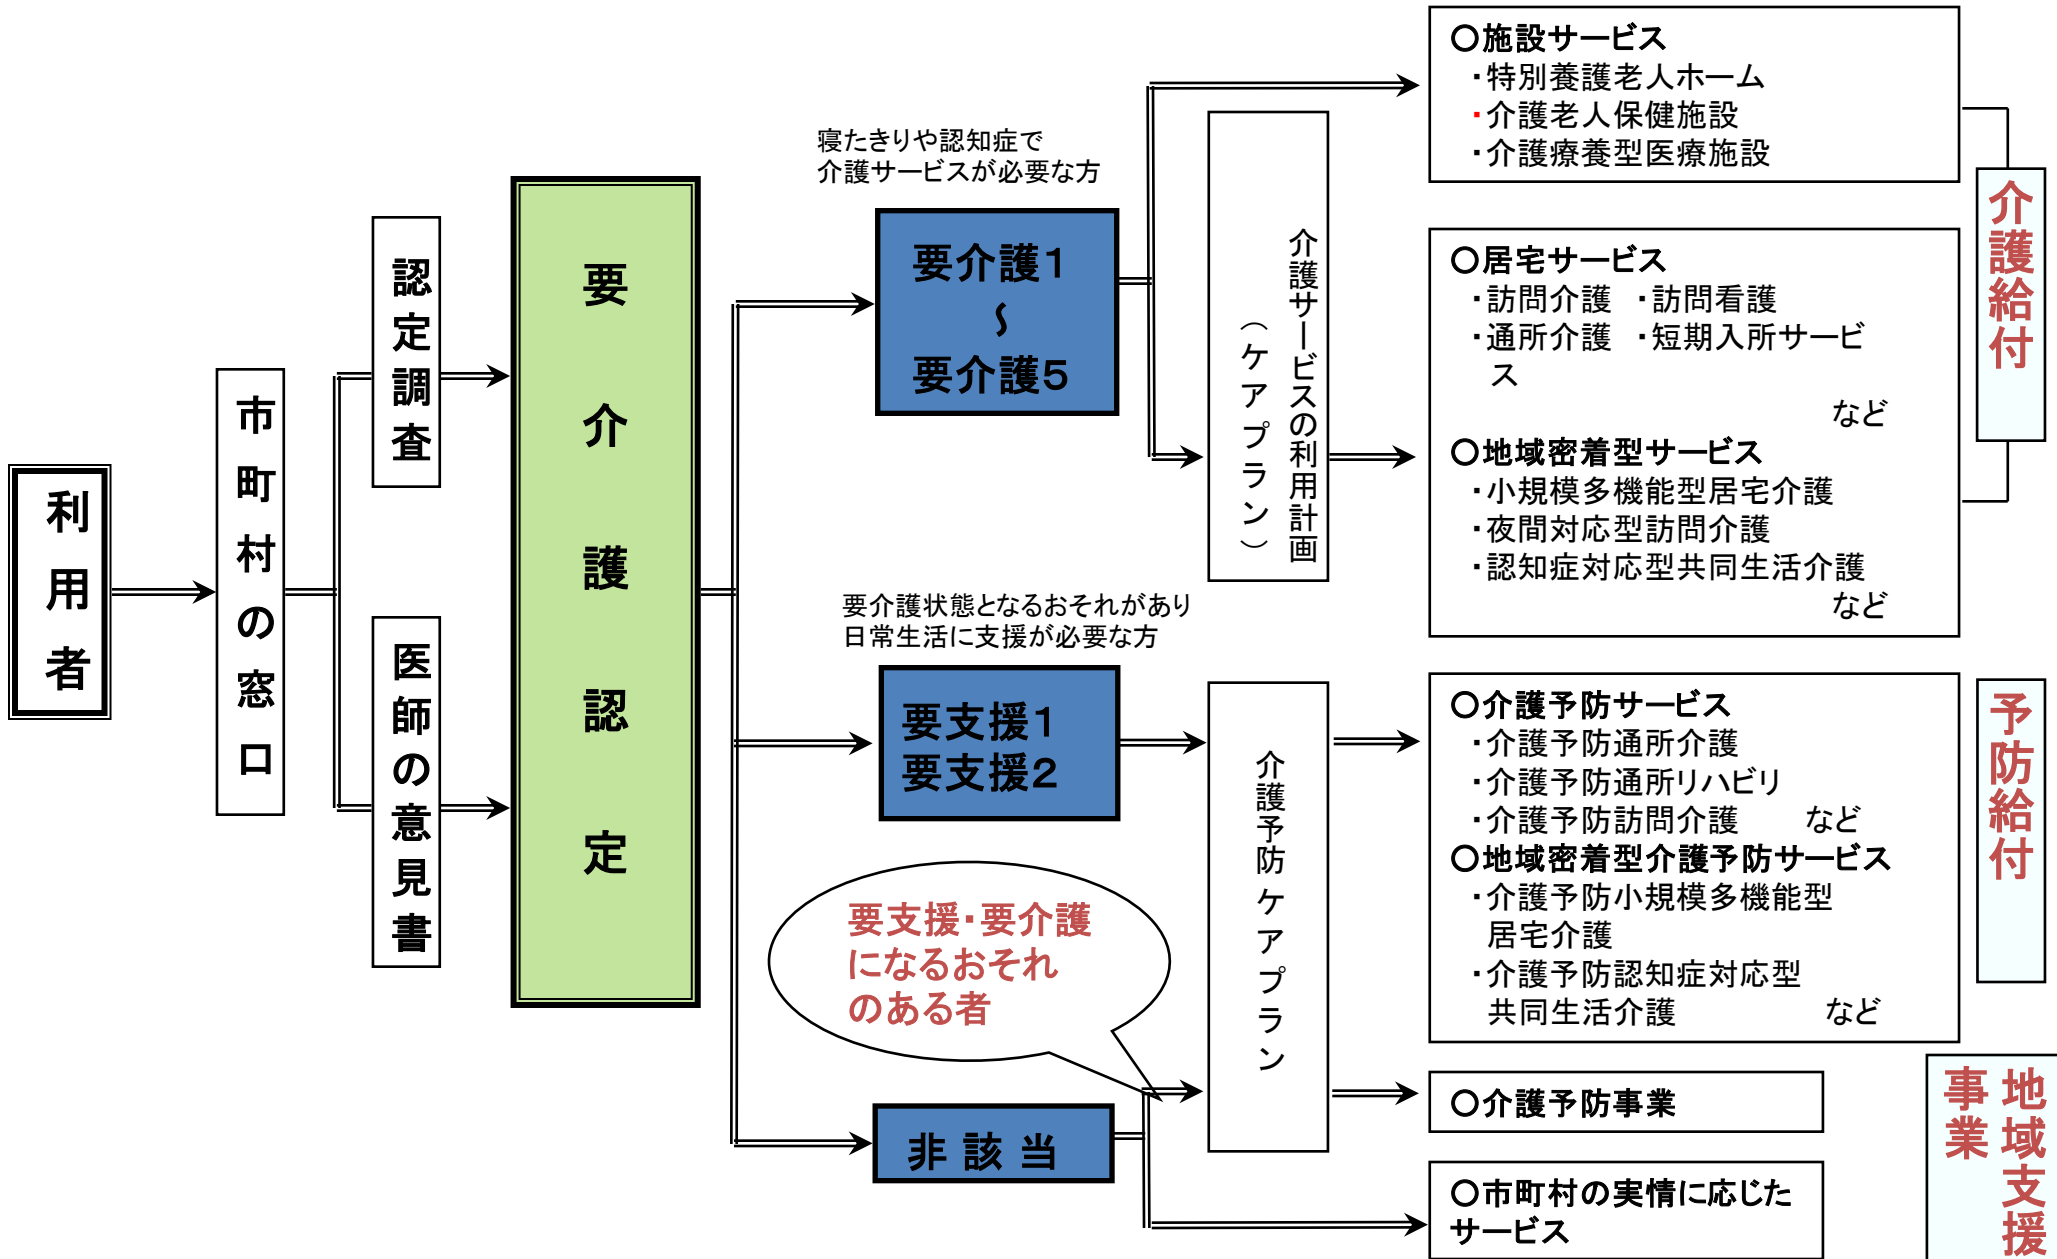 利用者
市町村の窓口
認定調査
医師の意見書
要介護認定
寝たきりや認知症で
介護サービスが必要な方
要介護1
～
要介護5
要介護状態となるおそれがあり
日常生活に支援が必要な方
要支援1
要支援2
要支援・要介護
になるおそれ
のある者
非該当
介護サービスの利用計画
（ケアプラン）
介護予防ケアプラン
○施設サービス
・特別養護老人ホーム
・介護老人保健施設
・介護療養型医療施設
○居宅サービス
・訪問介護 ・訪問看護
・通所介護 ・短期入所サービ
ス
など
○地域密着型サービス
・小規模多機能型居宅介護
・夜間対応型訪問介護
・認知症対応型共同生活介護
など
○介護予防サービス
・介護予防通所介護
・介護予防通所リハビリ
・介護予防訪問介護 など
○地域密着型介護予防サービス
・介護予防小規模多機能型
居宅介護
・介護予防認知症対応型
共同生活介護 など
○介護予防事業
○市町村の実情に応じた
サービス
介護給付
予防給付
地域支援
事業